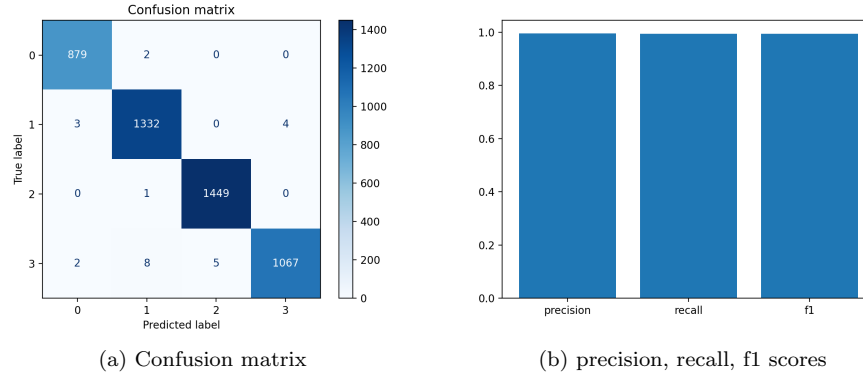 Confusion matrix
0 879 2 0 0
1 3 1332 0 4
2 0 1 1449 0
3 2 8 5 1067
0 1 2 3
True label
Predicted label
1400
1200
1000
800
600
400
200
0
1.0
0.8
0.6
0.4
0.2
0.0
precision recall f1
(a) Confusion matrix
(b) precision, recall, f1 scores